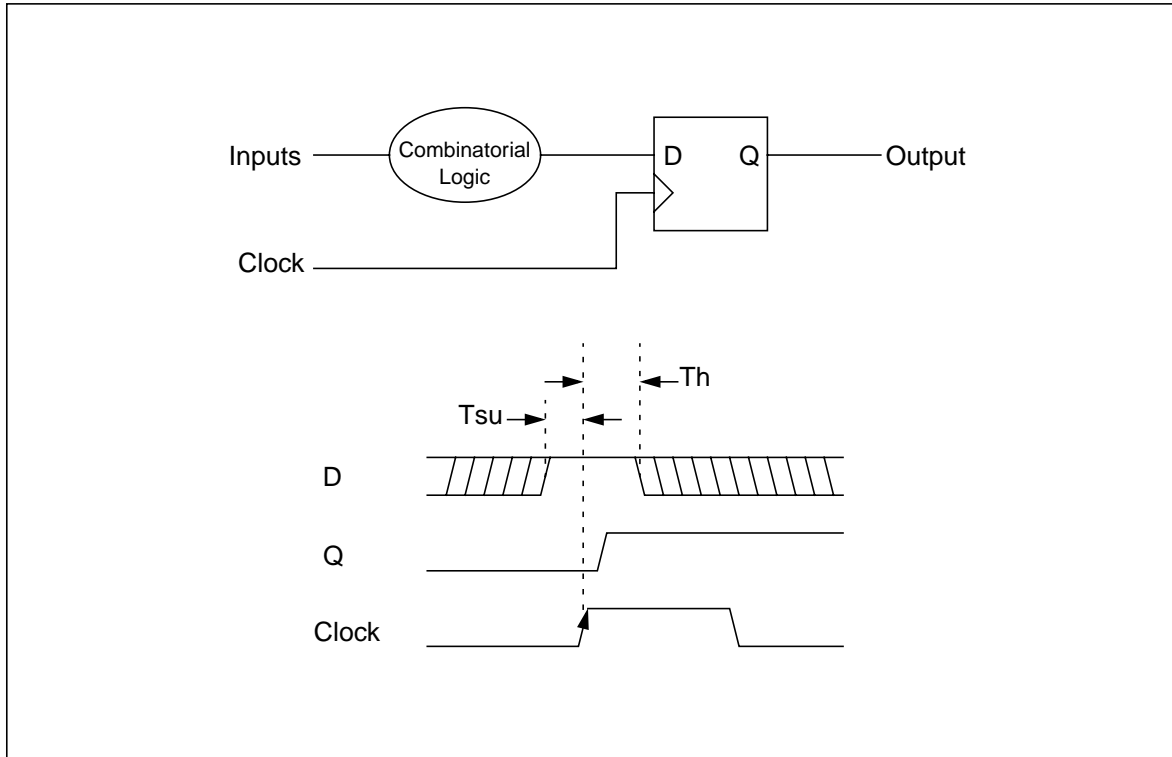 Inputs
Combinatorial
Logic
D
Q
Output
Clock
Th
Tsu
D
Q
Clock